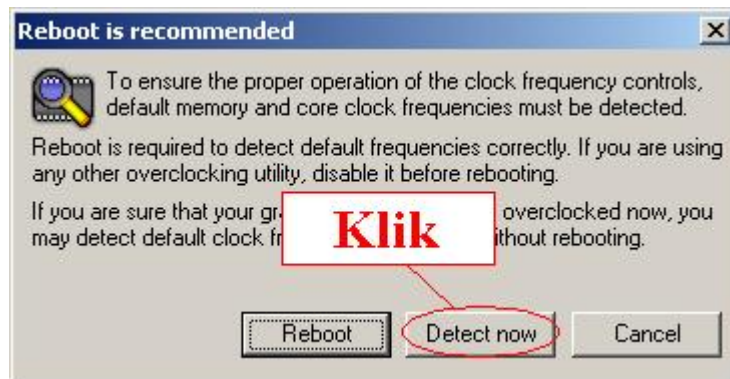 Reboot is recommended
To ensure the proper operation of the clock frequency controls,
default memory and core clock frequencies must be detected.
Reboot is required to detect default frequencies correctly. If you are using
any other overclocking utility, disable it before rebooting.
If you are sure that your overclocked now, you
may detect default clock rebooting.
Klik
Reboot
Detect now
Cancel